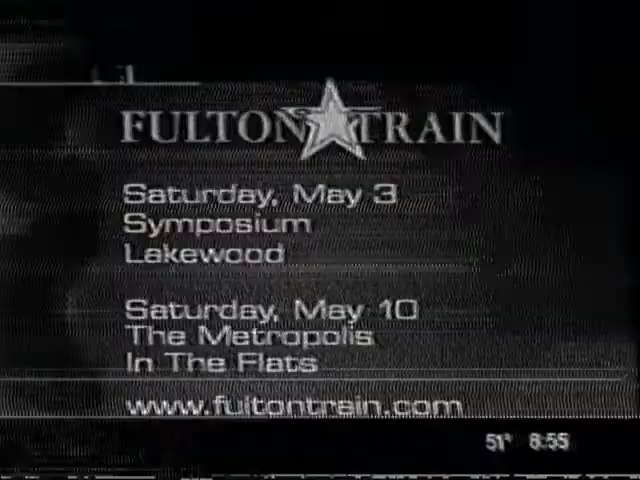 FULTON TRAIN
Saturday, May 3
Symposium
Lakewood
Saturday, May 10
The Metropolis
In The Flats
www.fultontrain.com
51° 8:55